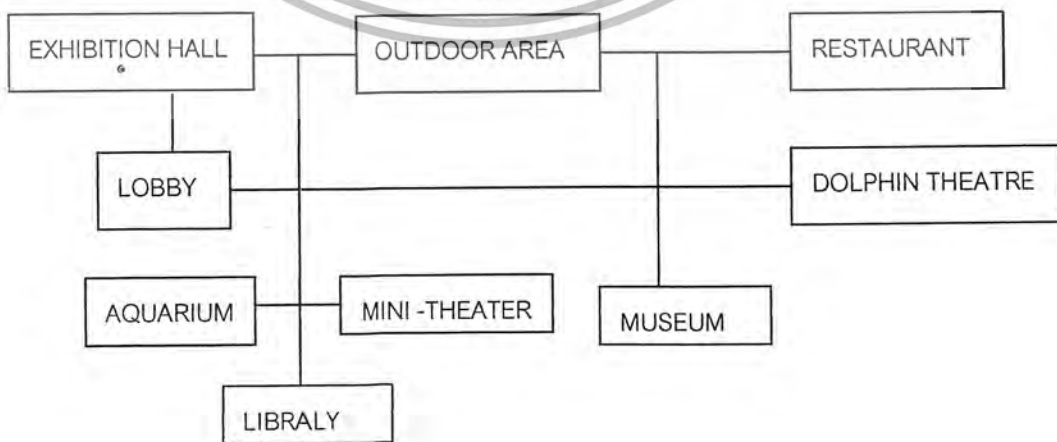 EXHIBITION HALL
OUTDOOR AREA
RESTAURANT
LOBBY
DOLPHIN THEATRE
AQUARIUM
MINI -THEATER
MUSEUM
LIBRALY